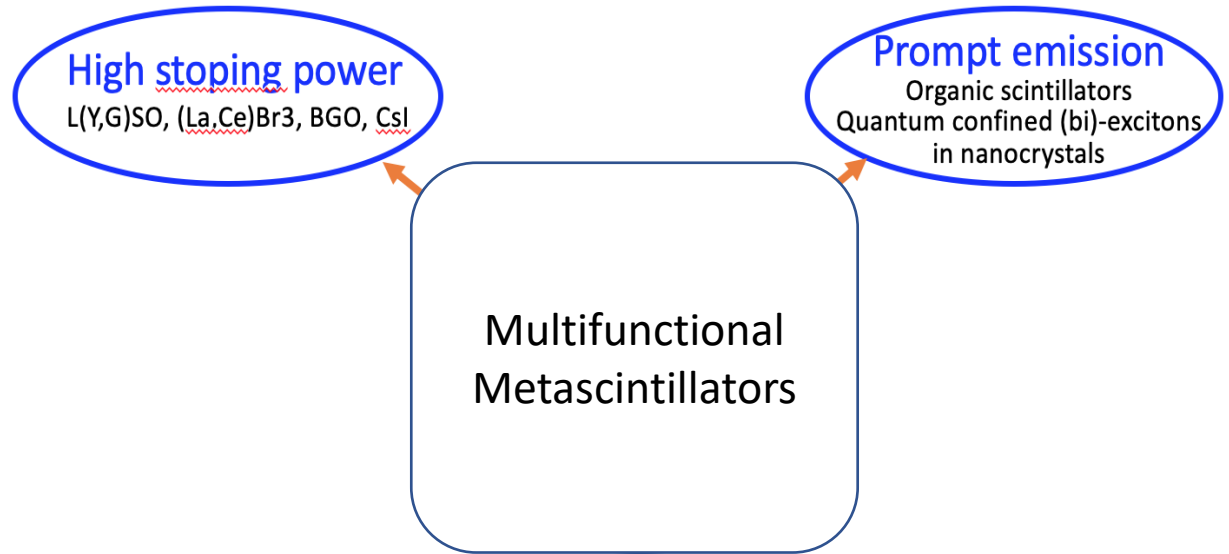 High stoping power
L(Y,G)SO, (La,Ce)Br3, BGO, CsI
Prompt emission
Organic scintillators
Quantum confined (bi)-excitons
in nanocrystals
Multifunctional
Metascintillators